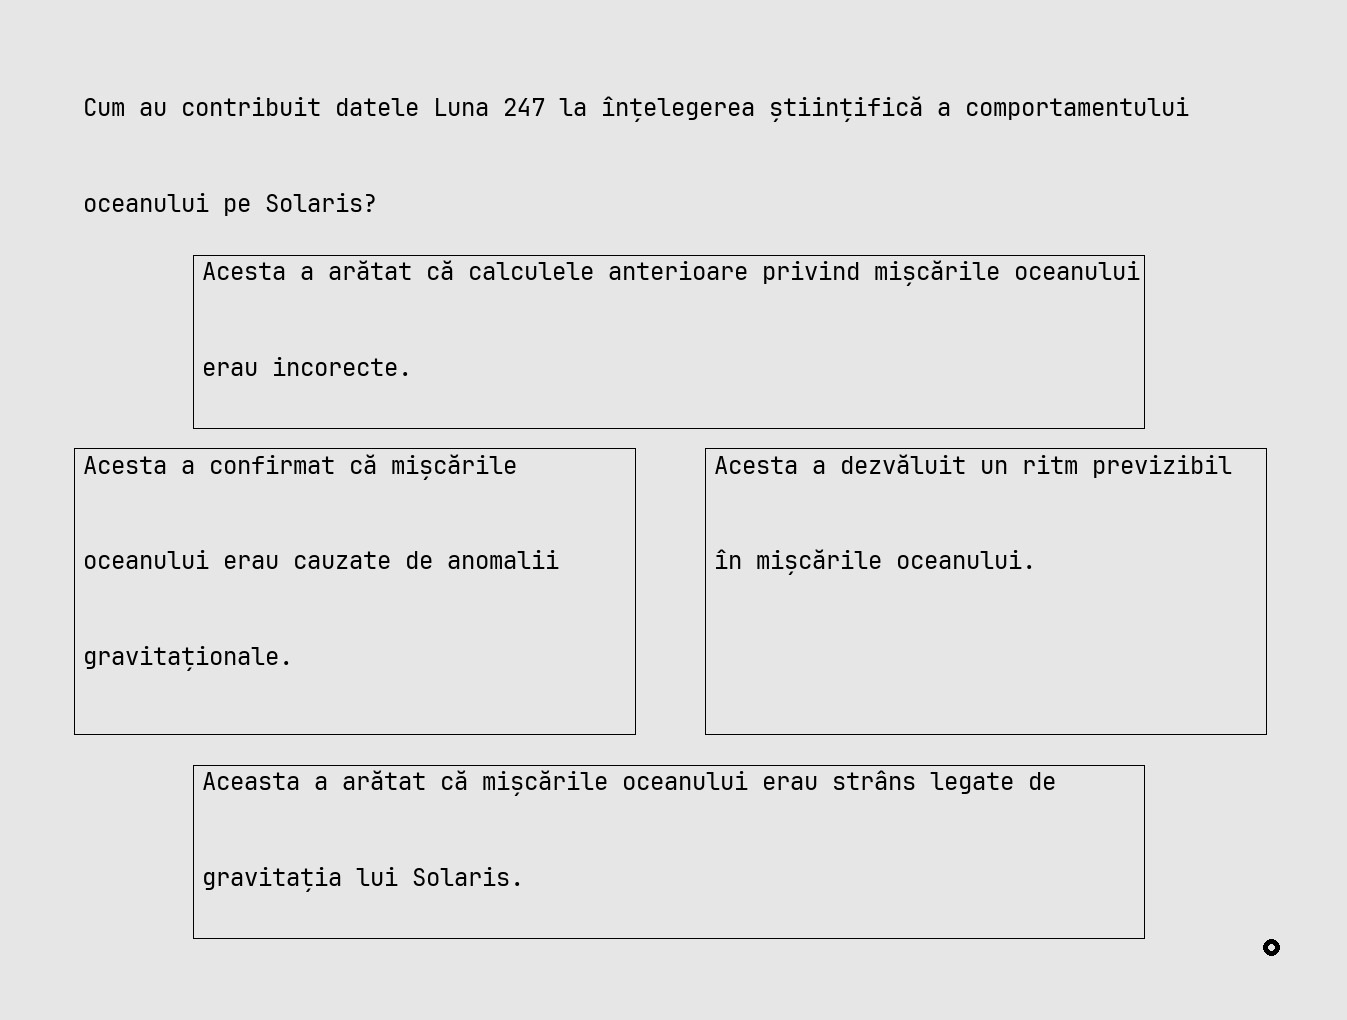 Cum au contribuit datele Luna 247 la înțelegerea științifică a comportamentului
oceanului pe Solaris?
Acesta a arătat că calculele anterioare privind mișcările oceanului
erau incorecte.
Acesta a confirmat că mișcările
oceanului erau cauzate de anomalii
gravitaționale.
Acesta a dezvăluit un ritm previzibil
în mișcările oceanului.
Aceasta a arătat că mișcările oceanului erau strâns legate de
gravitația lui Solaris.